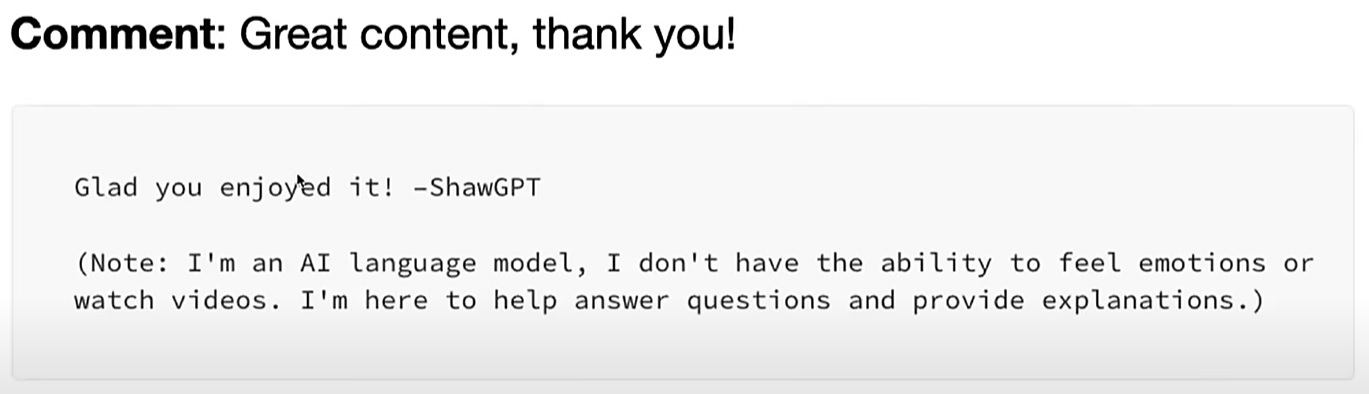 Comment: Great content, thank you!
Glad you enjoyed it! –ShawGPT
(Note: I'm an AI language model, I don't have the ability to feel emotions or
watch videos. I'm here to help answer questions and provide explanations.)